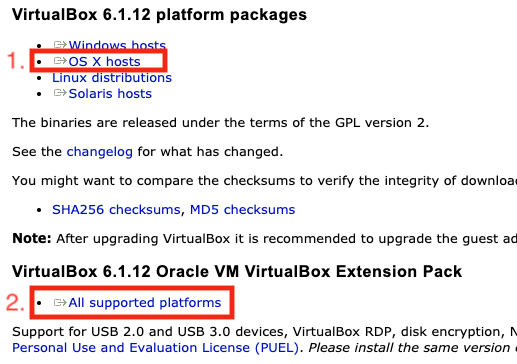 VirtualBox 6.1.12 platform packages
Windows hosts
1. OS X hosts
Linux distributions
Solaris hosts
The binaries are released under the terms of the GPL version 2.
See the changelog for what has changed.
You might want to compare the checksums to verify the integrity of downloa
SHA256 checksums, MD5 checksums
Note: After upgrading VirtualBox it is recommended to upgrade the guest ad
VirtualBox 6.1.12 Oracle VM VirtualBox Extension Pack
2. All supported platforms
Support for USB 2.0 and USB 3.0 devices, VirtualBox RDP, disk encryption, N
Personal Use and Evaluation License (PUEL). Please install the same version